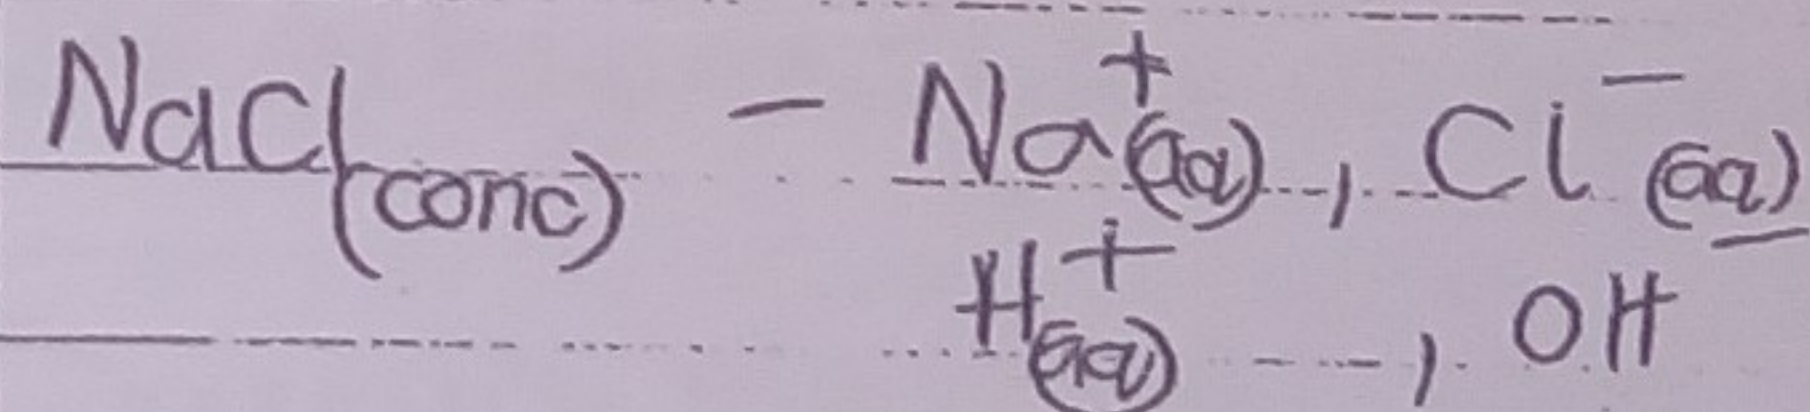 NaCl(conc) - Na⁺(aq), Cl⁻(aq)
H⁺(aq), OH⁻